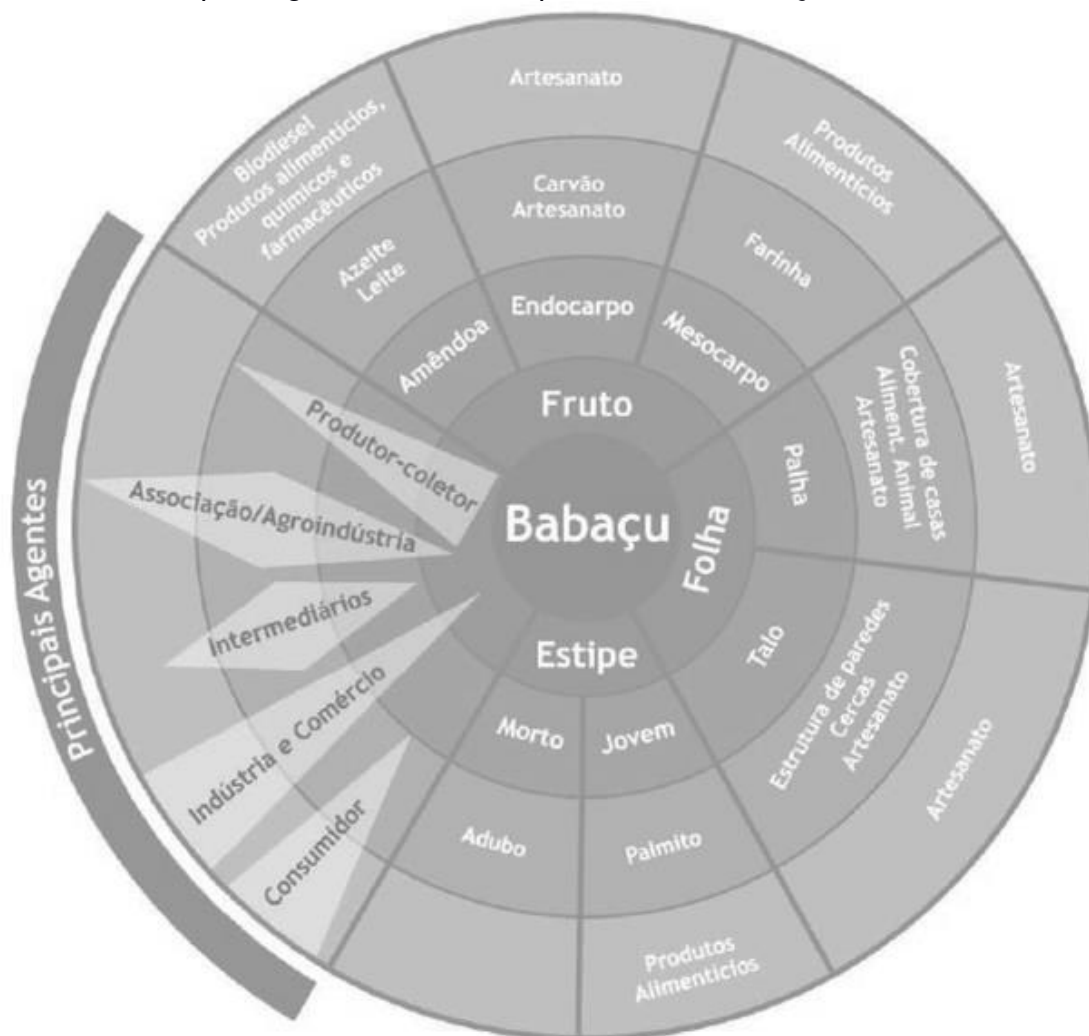 Babaçu
Fruto
Amêndoa
Azeite
Leite
Biodiesel
Produtos alimentícios,
químicos e
farmacêuticos
Endocarpo
Carvão
Artesanato
Artesanato
Mesocarpo
Farinha
Produtos
Alimentícios
Folha
Palha
Cobertura de casas
Aliment. Animal
Artesanato
Artesanato
Talo
Estrutura de paredes
Cercas
Artesanato
Artesanato
Estipe
Jovem
Palmito
Produtos
Alimentícios
Morto
Adubo
Principais Agentes
Produtor-coletor
Associação/Agroindústria
Intermediários
Indústria e Comércio
Consumidor